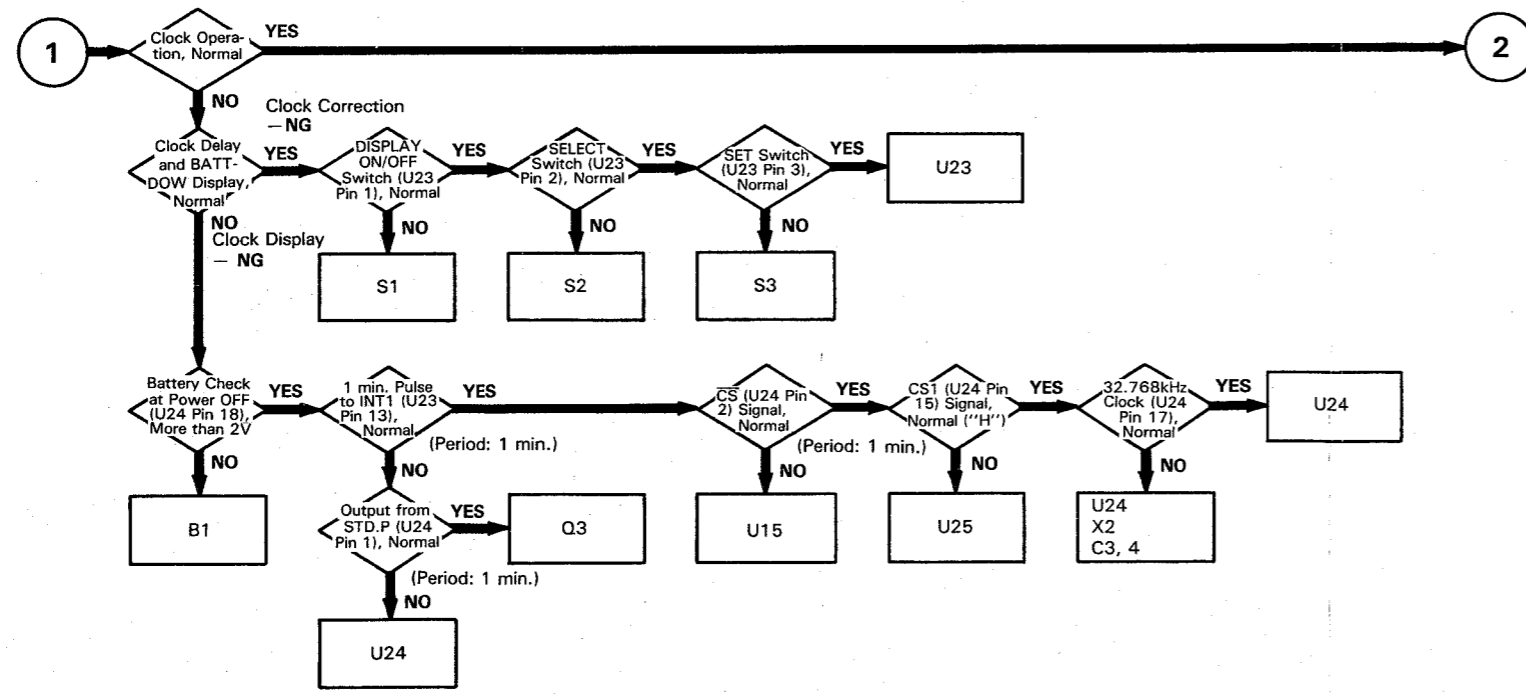 1
Clock Opera-
tion, Normal
YES
2
NO
Clock Correction
— NG
Clock Delay
and BATT-
DOW Display,
Normal
YES
DISPLAY
ON/OFF
Switch (U23
Pin 1), Normal
YES
SELECT
Switch (U23
Pin 2), Normal
YES
SET Switch
(U23 Pin 3),
Normal
YES
U23
NO
Clock Display
— NG
NO
S1
NO
S2
NO
S3
Battery Check
at Power OFF
(U24 Pin 18),
More than 2V
YES
1 min. Pulse
to INT1 (U23
Pin 13),
Normal
YES
(Period: 1 min.)
C̅S̅ (U24 Pin
2) Signal,
Normal
YES
(Period: 1 min.)
CS1 (U24 Pin
15) Signal,
Normal (''H'')
YES
32.768kHz
Clock (U24
Pin 17),
Normal
YES
U24
NO
B1
NO
Output from
STD.P (U24
Pin 1), Normal
YES
Q3
(Period: 1 min.)
NO
U24
NO
U15
NO
U25
NO
U24
X2
C3, 4